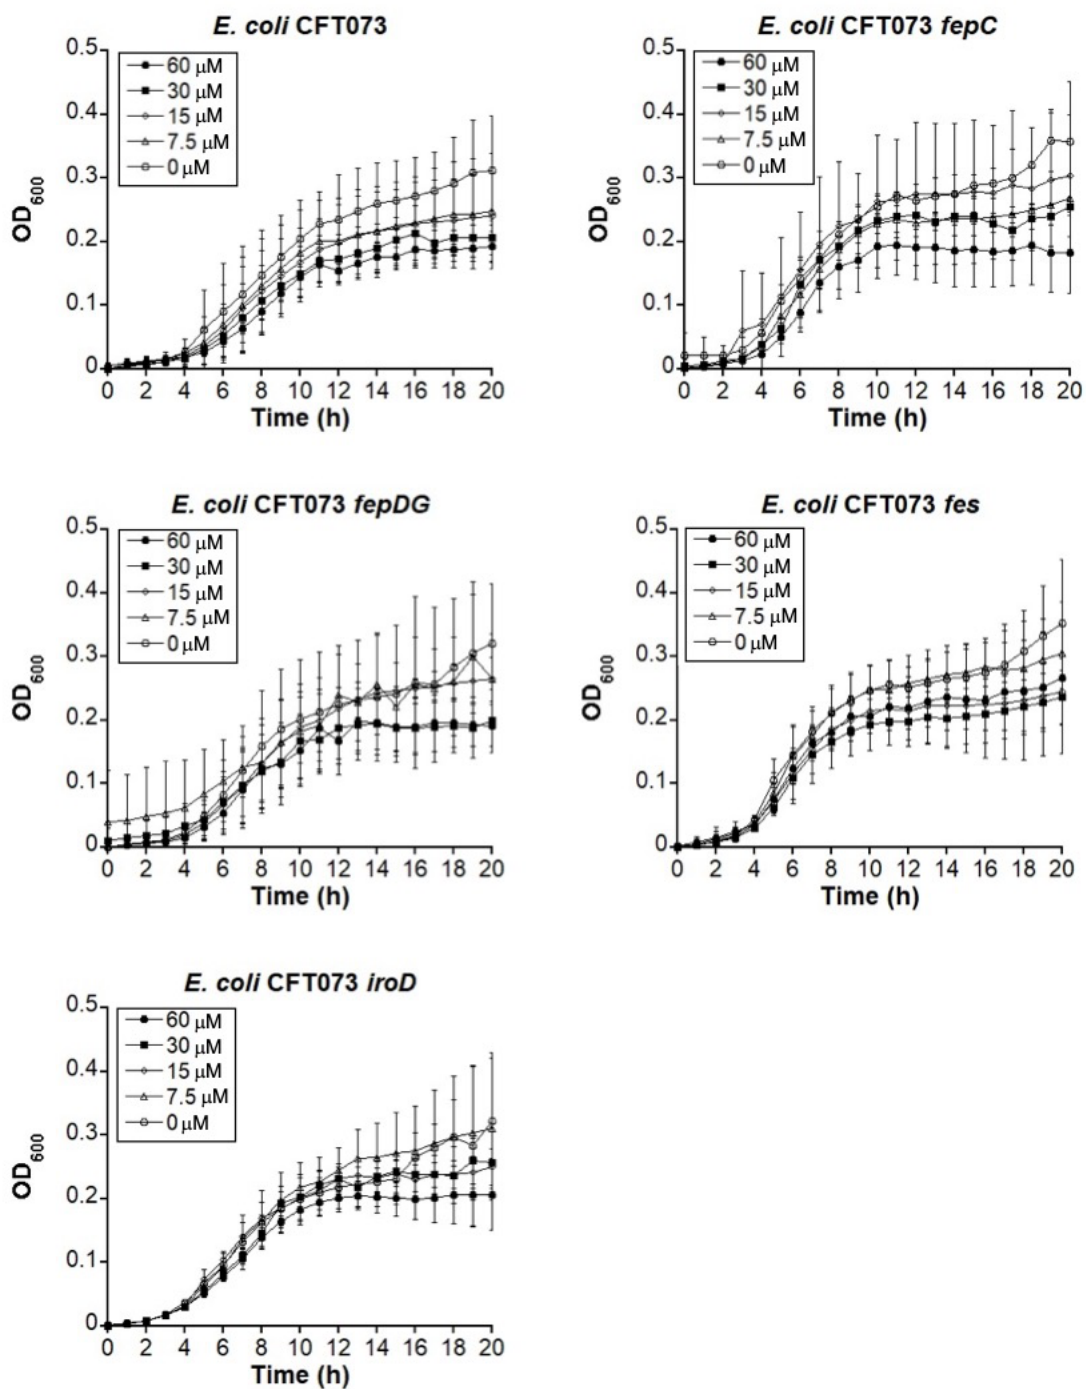 E. coli CFT073
0.5
60 μM
30 μM
15 μM
7.5 μM
0 μM
0.4
0.3
0.2
0.1
0
OD600
0 2 4 6 8 10 12 14 16 18 20
Time (h)
E. coli CFT073 fepC
0.5
60 μM
30 μM
15 μM
7.5 μM
0 μM
0.4
0.3
0.2
0.1
0
OD600
0 2 4 6 8 10 12 14 16 18 20
Time (h)
E. coli CFT073 fepDG
0.5
60 μM
30 μM
15 μM
7.5 μM
0 μM
0.4
0.3
0.2
0.1
0
OD600
0 2 4 6 8 10 12 14 16 18 20
Time (h)
E. coli CFT073 fes
0.5
60 μM
30 μM
15 μM
7.5 μM
0 μM
0.4
0.3
0.2
0.1
0
OD600
0 2 4 6 8 10 12 14 16 18 20
Time (h)
E. coli CFT073 iroD
0.5
60 μM
30 μM
15 μM
7.5 μM
0 μM
0.4
0.3
0.2
0.1
0
OD600
0 2 4 6 8 10 12 14 16 18 20
Time (h)